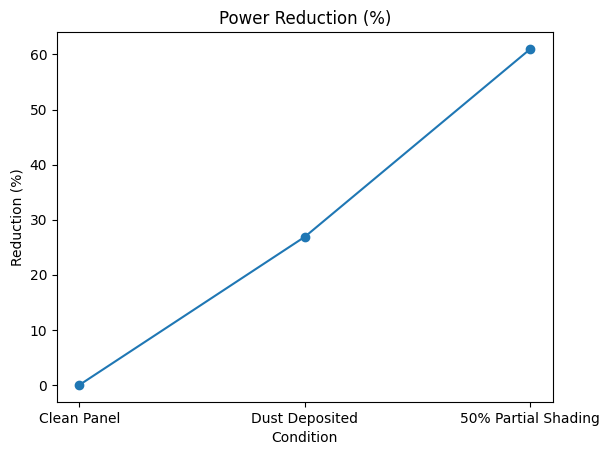 Power Reduction (%)
Reduction (%)
60
50
40
30
20
10
0
Clean Panel
Dust Deposited
50% Partial Shading
Condition